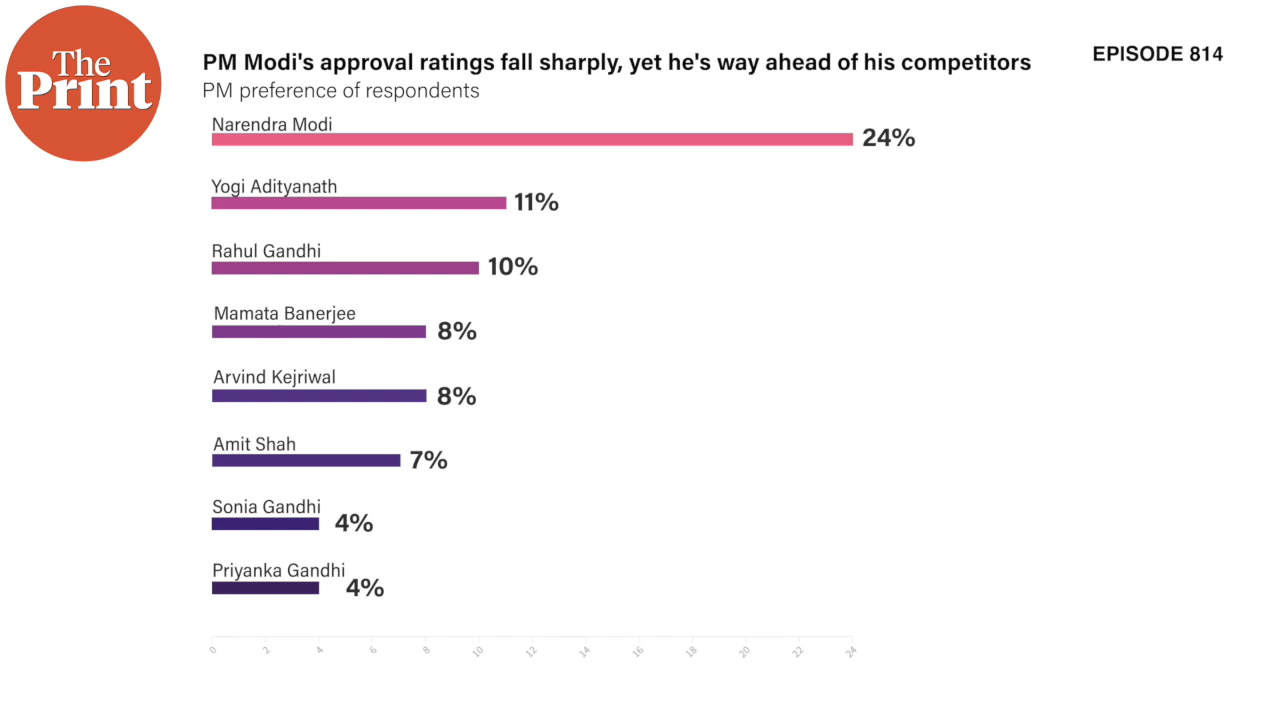 The
Print
PM Modi's approval ratings fall sharply, yet he's way ahead of his competitors
EPISODE 814
PM preference of respondents
Narendra Modi
24%
Yogi Adityanath
11%
Rahul Gandhi
10%
Mamata Banerjee
8%
Arvind Kejriwal
8%
Amit Shah
7%
Sonia Gandhi
4%
Priyanka Gandhi
4%
0 2 4 6 8 10 12 14 16 18 20 22 24